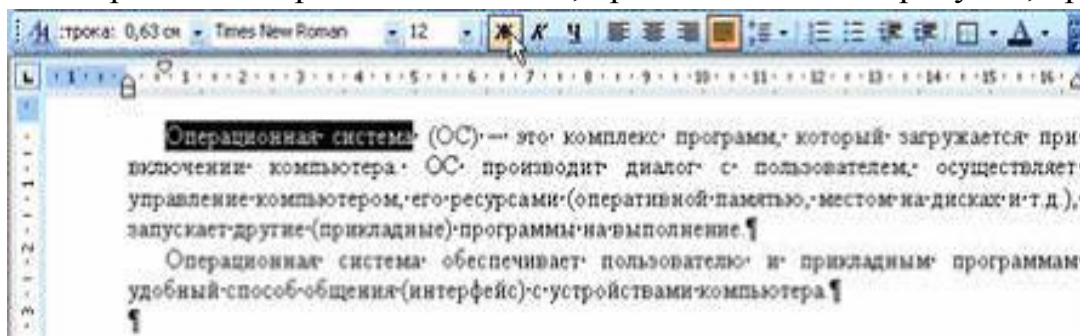 :трока: 0,63 см Times New Roman 12 Ж К Ч
1 1 2 3 4 5 6 7 8 9 10 11 12 13 14 15 16
Операционная система (ОС) — это комплекс программ, который загружается при
включении компьютера. ОС производит диалог с пользователем, осуществляет
управление компьютером, его ресурсами (оперативной памятью, местом на дисках и т.д.),
запускает другие (прикладные) программы на выполнение.¶
Операционная система обеспечивает пользователю и прикладным программам
удобный способ общения (интерфейс) с устройствами компьютера.¶
¶